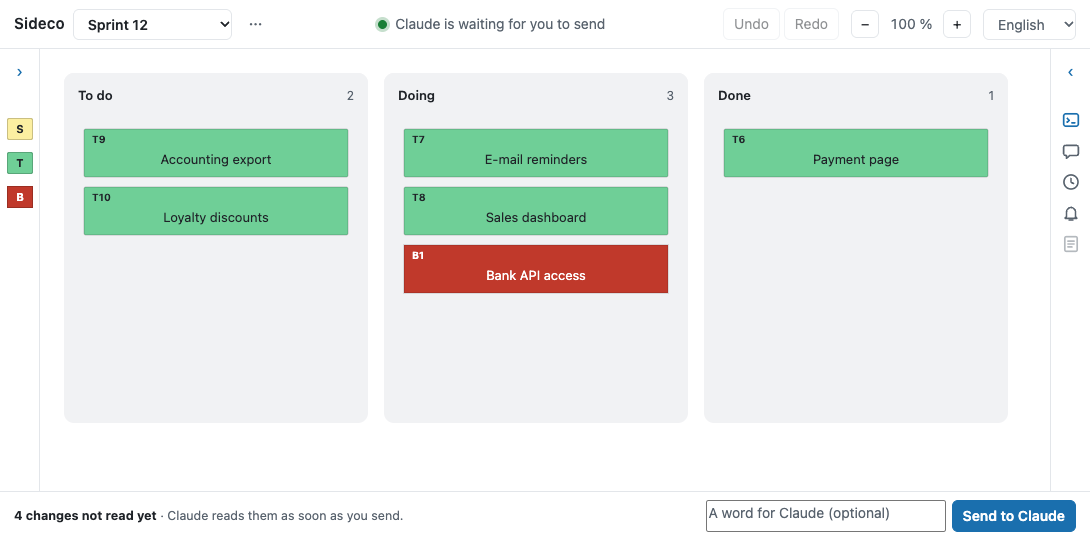 Sideco
Sprint 12
...
Claude is waiting for you to send
Undo
Redo
−
100 %
+
English
S
T
B
To do
2
T9
Accounting export
T10
Loyalty discounts
Doing
3
T7
E-mail reminders
T8
Sales dashboard
B1
Bank API access
Done
1
T6
Payment page
4 changes not read yet · Claude reads them as soon as you send.
A word for Claude (optional)
Send to Claude